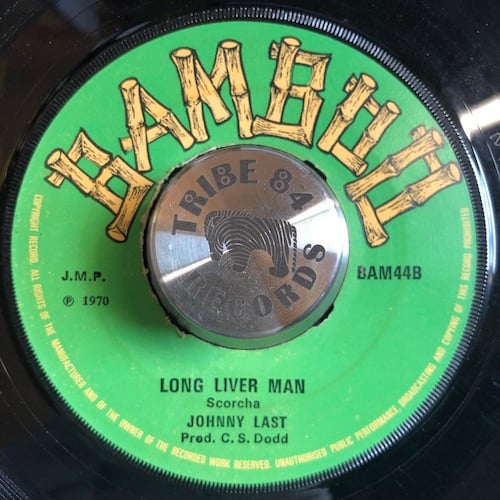 BAMBOO
TRIBE 84
RECORDS
J.M.P.
℗ 1970
BAM44B
LONG LIVER MAN
Scorcha
JOHNNY LAST
Prod. C. S. Dodd
COPYRIGHT RECORD. ALL RIGHTS OF THE MANUFACTURER AND OF THE OWNER OF THE RECORDED WORK RESERVED. UNAUTHORISED PUBLIC PERFORMANCE, BROADCASTING AND COPYING OF THIS RECORD PROHIBITED